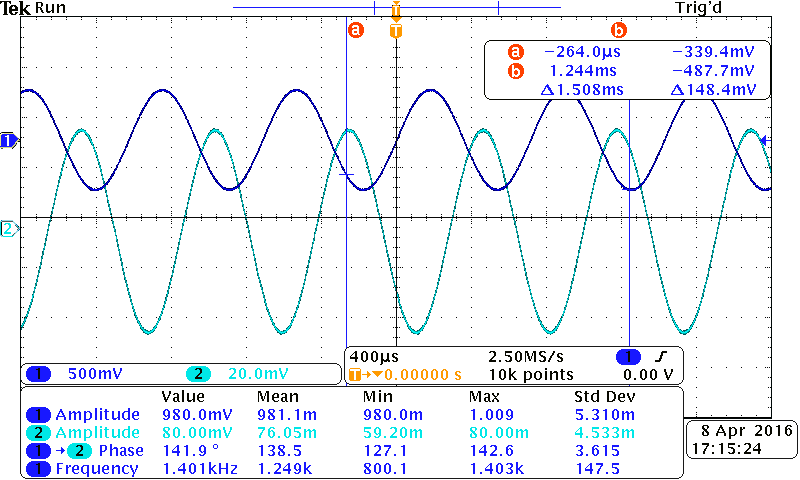 Tek Run T Trig'd
a b
T
a −264.0µs −339.4mV
b 1.244ms −487.7mV
Δ1.508ms Δ148.4mV
1
2
1 500mV 2 20.0mV
400µs 2.50MS/s 1
T→▼0.00000 s 10k points 0.00 V
Value Mean Min Max Std Dev
1 Amplitude 980.0mV 981.1m 980.0m 1.009 5.310m
2 Amplitude 80.00mV 76.05m 59.20m 80.00m 4.533m
1 → 2 Phase 141.9 ° 138.5 127.1 142.6 3.615
1 Frequency 1.401kHz 1.249k 800.1 1.403k 147.5
8 Apr 2016
17:15:24